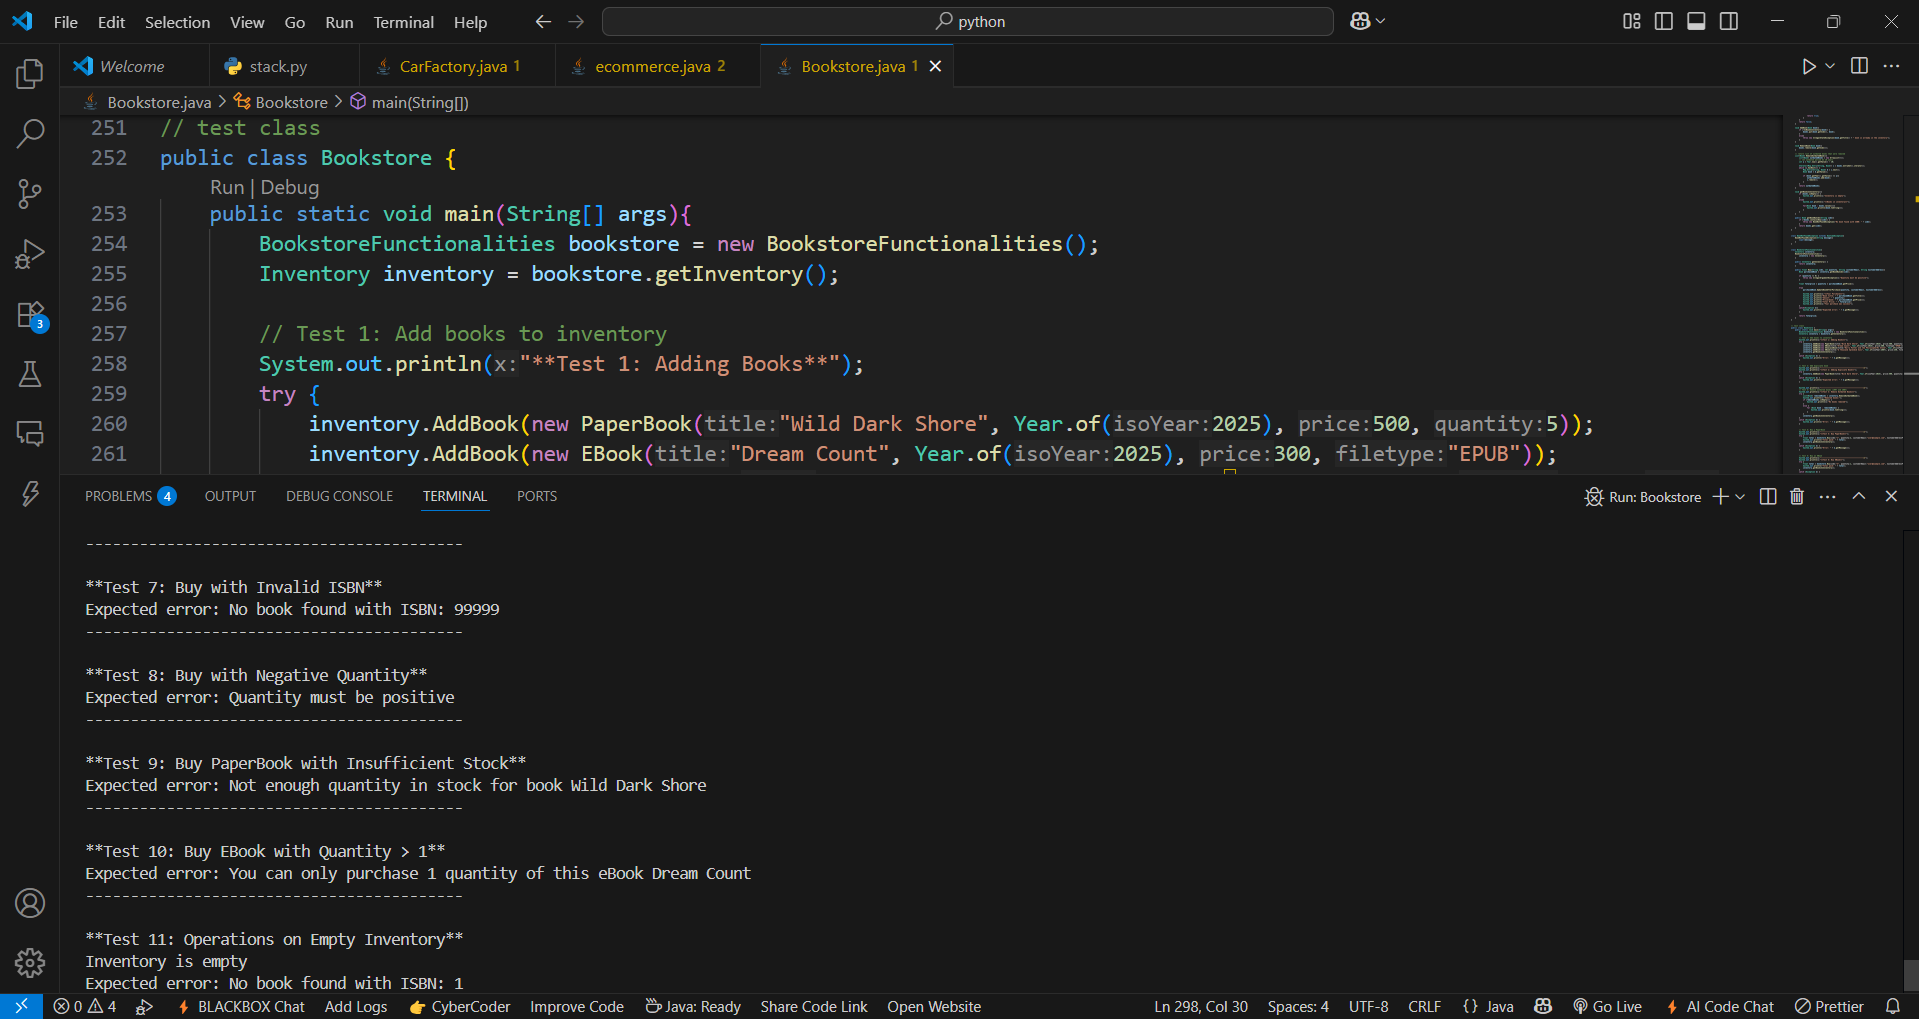 File Edit Selection View Go Run Terminal Help
python
Welcome
stack.py
CarFactory.java 1
ecommerce.java 2
Bookstore.java 1
Bookstore.java > Bookstore > main(String[])
251 // test class
252 public class Bookstore {
Run | Debug
253 public static void main(String[] args){
254 BookstoreFunctionalities bookstore = new BookstoreFunctionalities();
255 Inventory inventory = bookstore.getInventory();
256
257 // Test 1: Add books to inventory
258 System.out.println(x:"**Test 1: Adding Books**");
259 try {
260 inventory.AddBook(new PaperBook(title:"Wild Dark Shore", Year.of(isoYear:2025), price:500, quantity:5));
261 inventory.AddBook(new EBook(title:"Dream Count", Year.of(isoYear:2025), price:300, filetype:"EPUB"));
3
PROBLEMS 4 OUTPUT DEBUG CONSOLE TERMINAL PORTS
Run: Bookstore
------------------------------------------
**Test 7: Buy with Invalid ISBN**
Expected error: No book found with ISBN: 99999
------------------------------------------
**Test 8: Buy with Negative Quantity**
Expected error: Quantity must be positive
------------------------------------------
**Test 9: Buy PaperBook with Insufficient Stock**
Expected error: Not enough quantity in stock for book Wild Dark Shore
------------------------------------------
**Test 10: Buy EBook with Quantity > 1**
Expected error: You can only purchase 1 quantity of this eBook Dream Count
------------------------------------------
**Test 11: Operations on Empty Inventory**
Inventory is empty
Expected error: No book found with ISBN: 1
0 4 BLACKBOX Chat Add Logs CyberCoder Improve Code Java: Ready Share Code Link Open Website Ln 298, Col 30 Spaces: 4 UTF-8 CRLF {} Java Go Live AI Code Chat Prettier